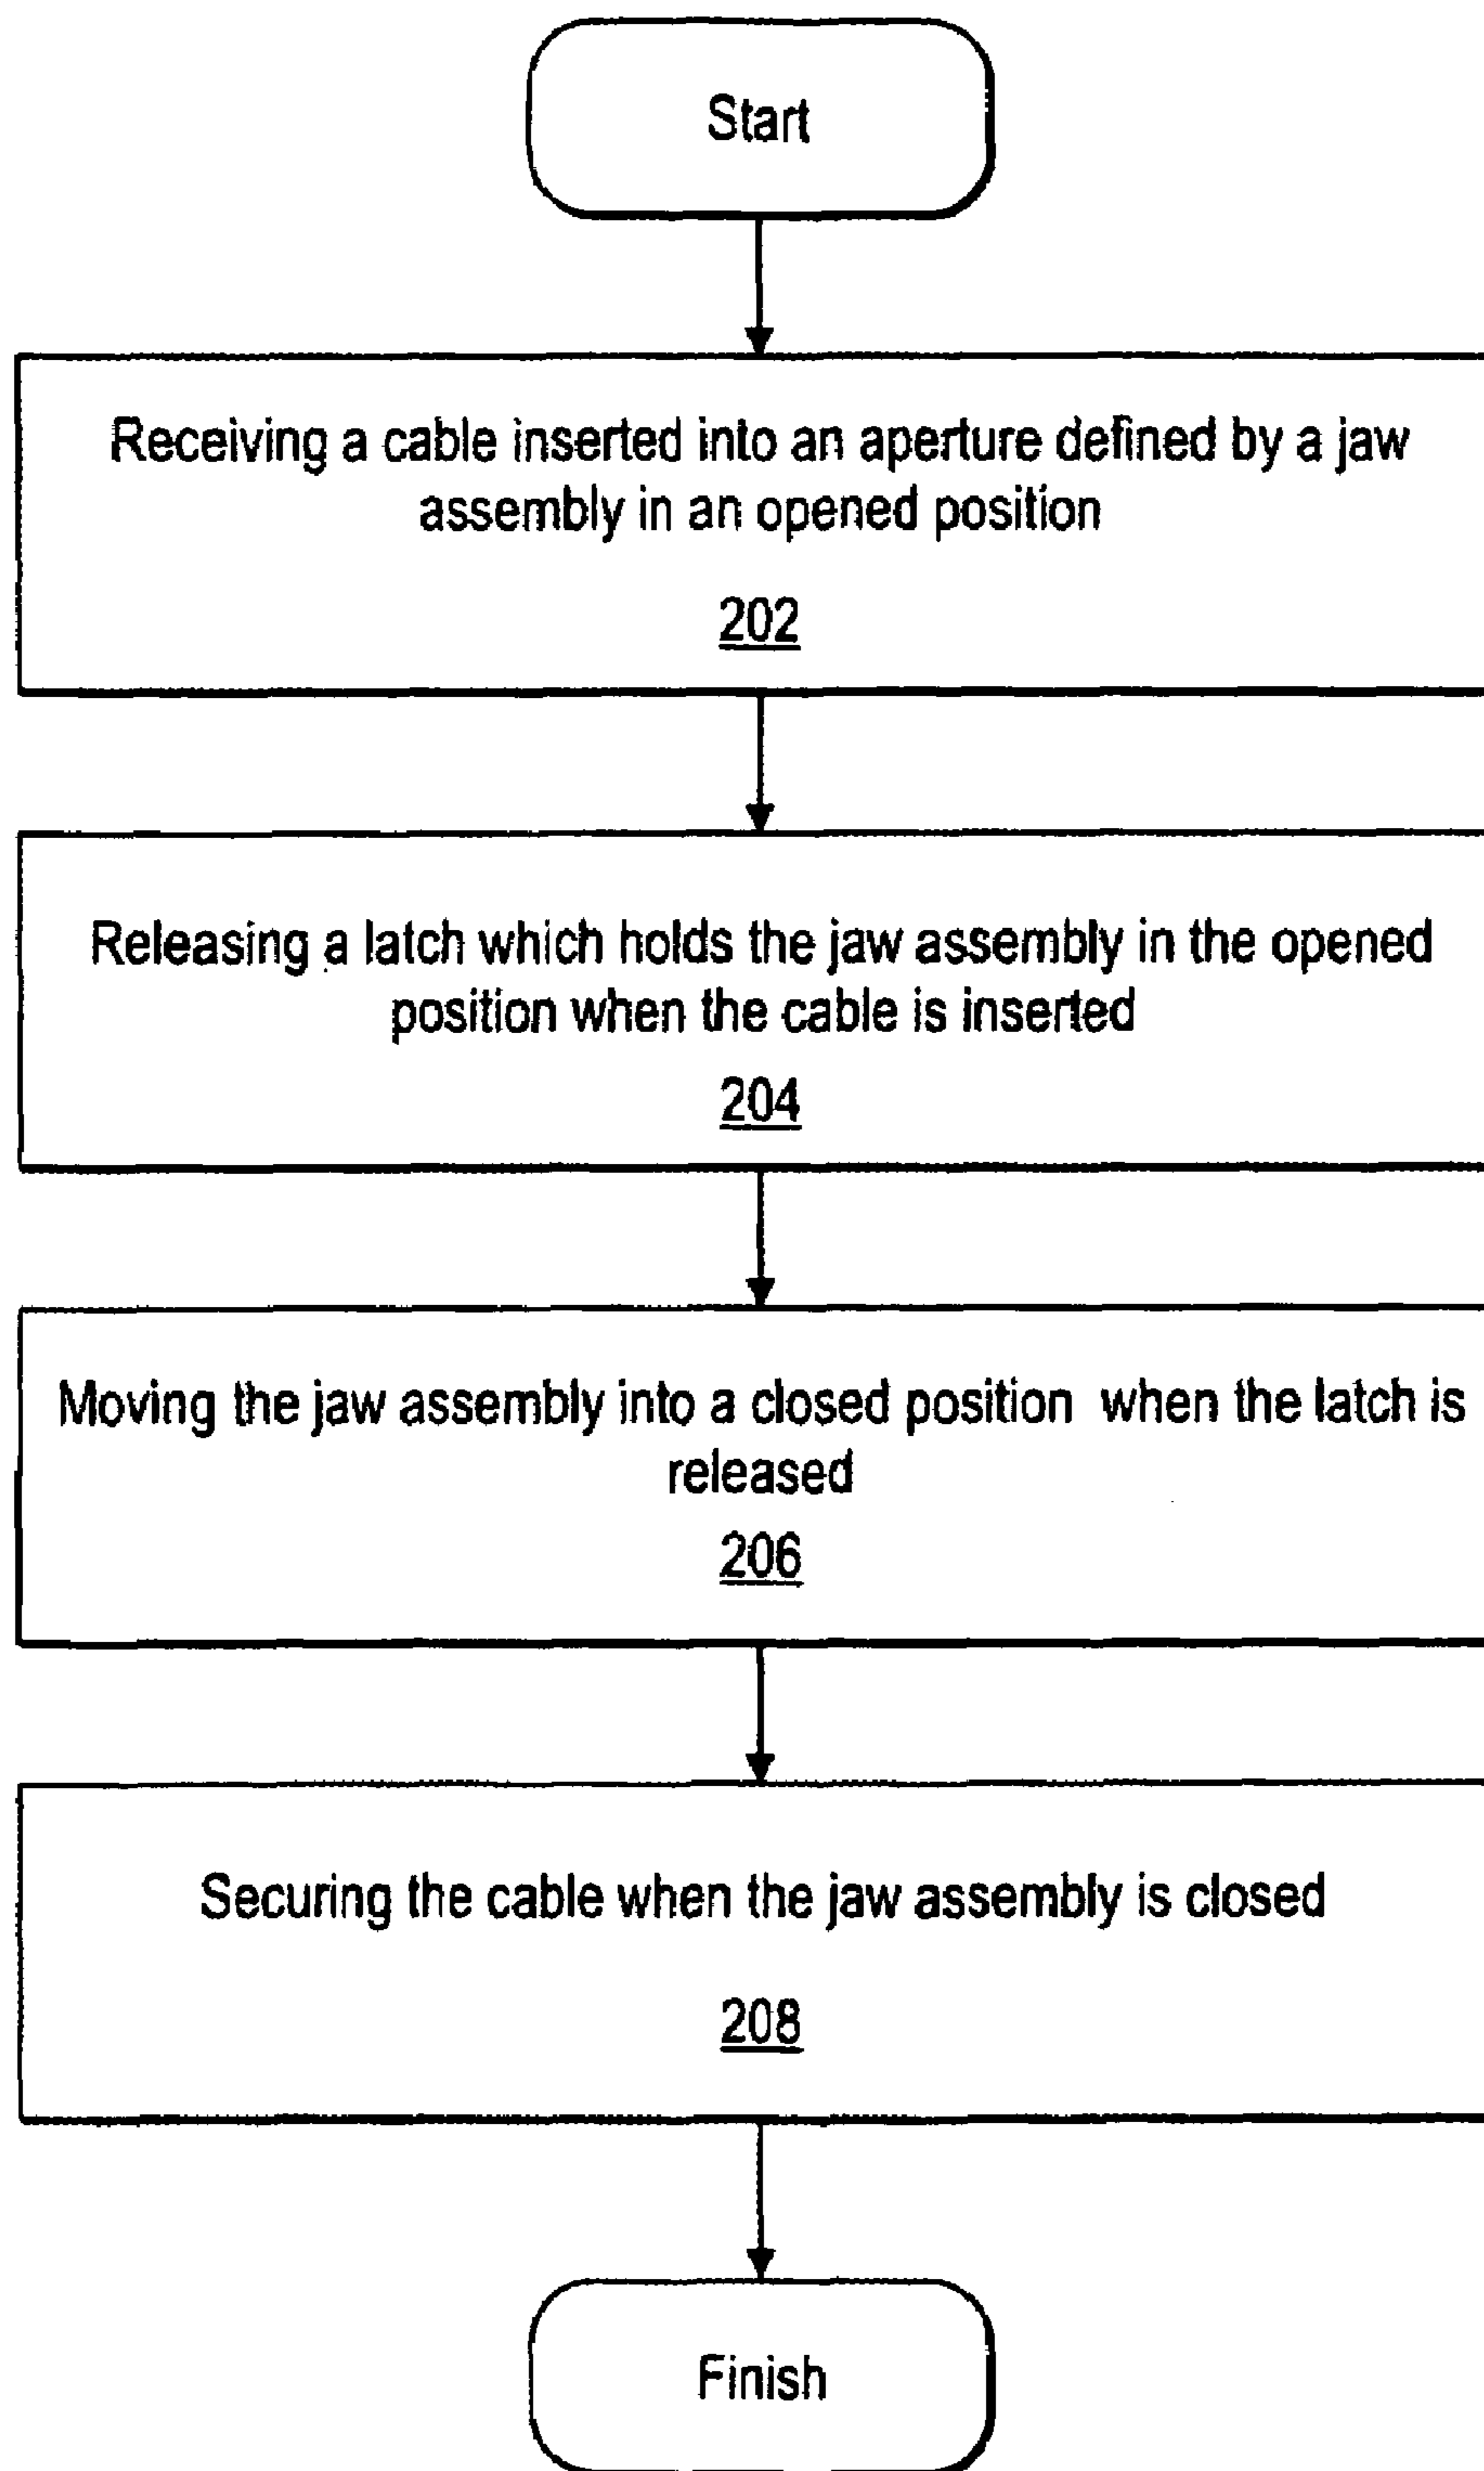 Start
Receiving a cable inserted into an aperture defined by a jaw
assembly in an opened position
202
Releasing a latch which holds the jaw assembly in the opened
position when the cable is inserted
204
Moving the jaw assembly into a closed position when the latch is
released
206
Securing the cable when the jaw assembly is closed
208
Finish